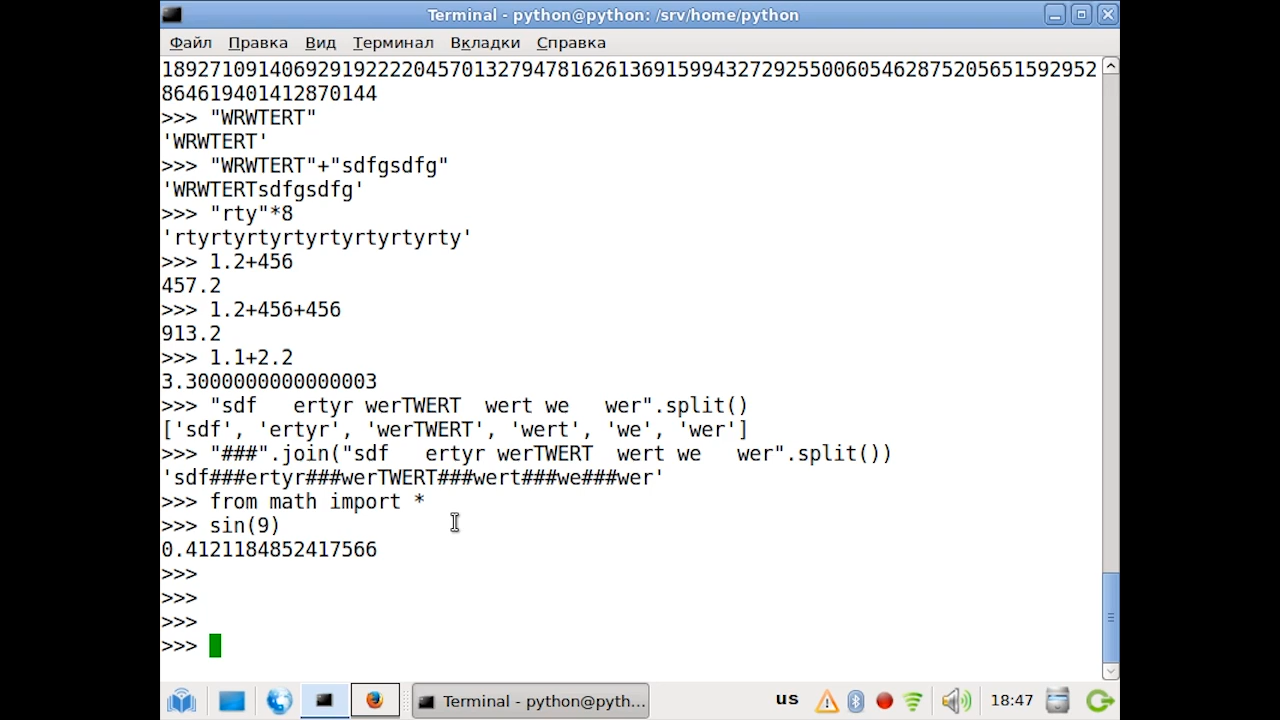 Terminal - python@python: /srv/home/python
Файл Правка Вид Терминал Вкладки Справка
189271091406929192222045701327947816261369159943272925500605462875205651592952
864619401412870144
>>> "WRWTERT"
'WRWTERT'
>>> "WRWTERT"+"sdfgsdfg"
'WRWTERTsdfgsdfg'
>>> "rty"*8
'rtyrtyrtyrtyrtyrtyrtyrty'
>>> 1.2+456
457.2
>>> 1.2+456+456
913.2
>>> 1.1+2.2
3.3000000000000003
>>> "sdf   ertyr werTWERT  wert we   wer".split()
['sdf', 'ertyr', 'werTWERT', 'wert', 'we', 'wer']
>>> "###".join("sdf   ertyr werTWERT  wert we   wer".split())
'sdf###ertyr###werTWERT###wert###we###wer'
>>> from math import *
>>> sin(9)
0.4121184852417566
>>>
>>>
>>>
>>>
Terminal - python@pyth... us 18:47